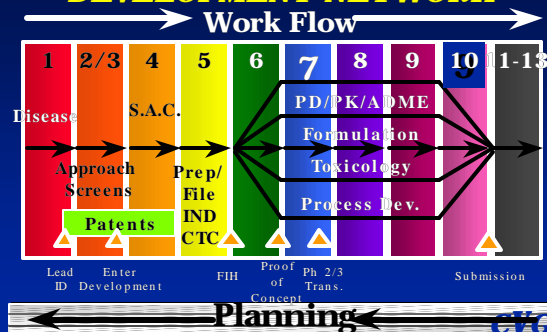 DEVELOPMENT NETWORK
Work Flow
1 2/3 4 5 6 7 8 9 10 11-13
Disease
S.A.C.
PD/PK/ADME
Formulation
Approach
Screens
Prep/
File
IND
CTC
Toxicology
Process Dev.
Patents
Lead
ID
Enter
Development
FIH
Proof
of
Concept
Ph 2/3
Trans.
Submission
Planning